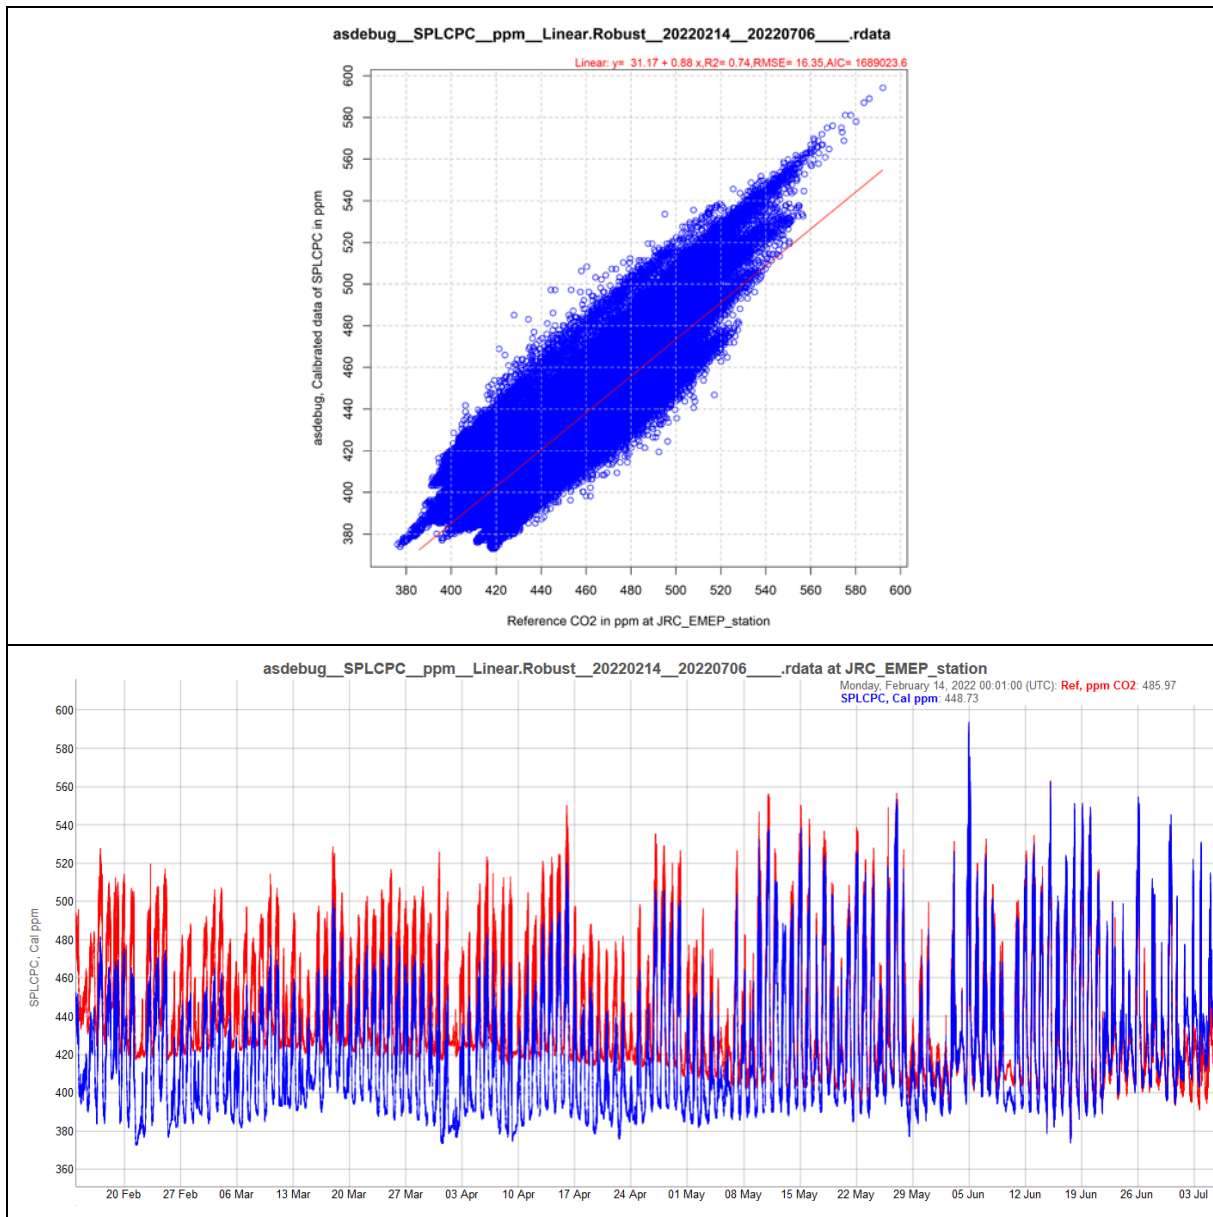 asdebug__SPLCPC__ppm__Linear.Robust__20220214__20220706____.rdata
Linear: y= 31.17 + 0.88 x,R2= 0.74,RMSE= 16.35,AIC= 1689023.6
600
580
560
540
520
500
480
460
440
420
400
380
asdebug, Calibrated data of SPLCPC in ppm
380 400 420 440 460 480 500 520 540 560 580 600
Reference CO2 in ppm at JRC_EMEP_station
asdebug__SPLCPC__ppm__Linear.Robust__20220214__20220706____.rdata at JRC_EMEP_station
Monday, February 14, 2022 00:01:00 (UTC): Ref, ppm CO2: 485.97
SPLCPC, Cal ppm: 448.73
600
580
560
540
520
500
480
460
440
420
400
380
360
SPLCPC, Cal ppm
20 Feb 27 Feb 06 Mar 13 Mar 20 Mar 27 Mar 03 Apr 10 Apr 17 Apr 24 Apr 01 May 08 May 15 May 22 May 29 May 05 Jun 12 Jun 19 Jun 26 Jun 03 Jul